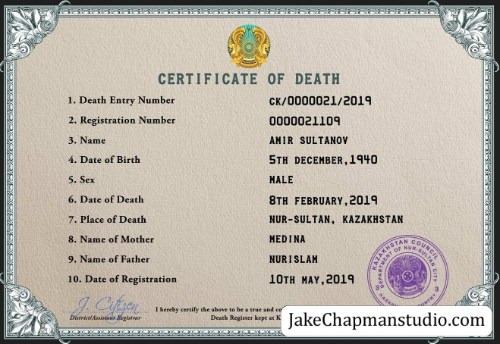 CERTIFICATE OF DEATH
1. Death Entry Number CK/0000021/2019
2. Registration Number 0000021109
3. Name AMIR SULTANOV
4. Date of Birth 5TH DECEMBER,1940
5. Sex MALE
6. Date of Death 8TH FEBRUARY,2019
7. Place of Death NUR-SULTAN, KAZAKHSTAN
8. Name of Mother MEDINA
9. Name of Father NURISLAM
10. Date of Registration 10TH MAY,2019
KAZAKHSTAN COUNCIL
DEPARTMENT OF NUR-SULTAN CITY
J. Citizen
District/Assistant Registrar
I hereby certify the above to be a true and
Death Register kept at K
JakeChapmanstudio.com